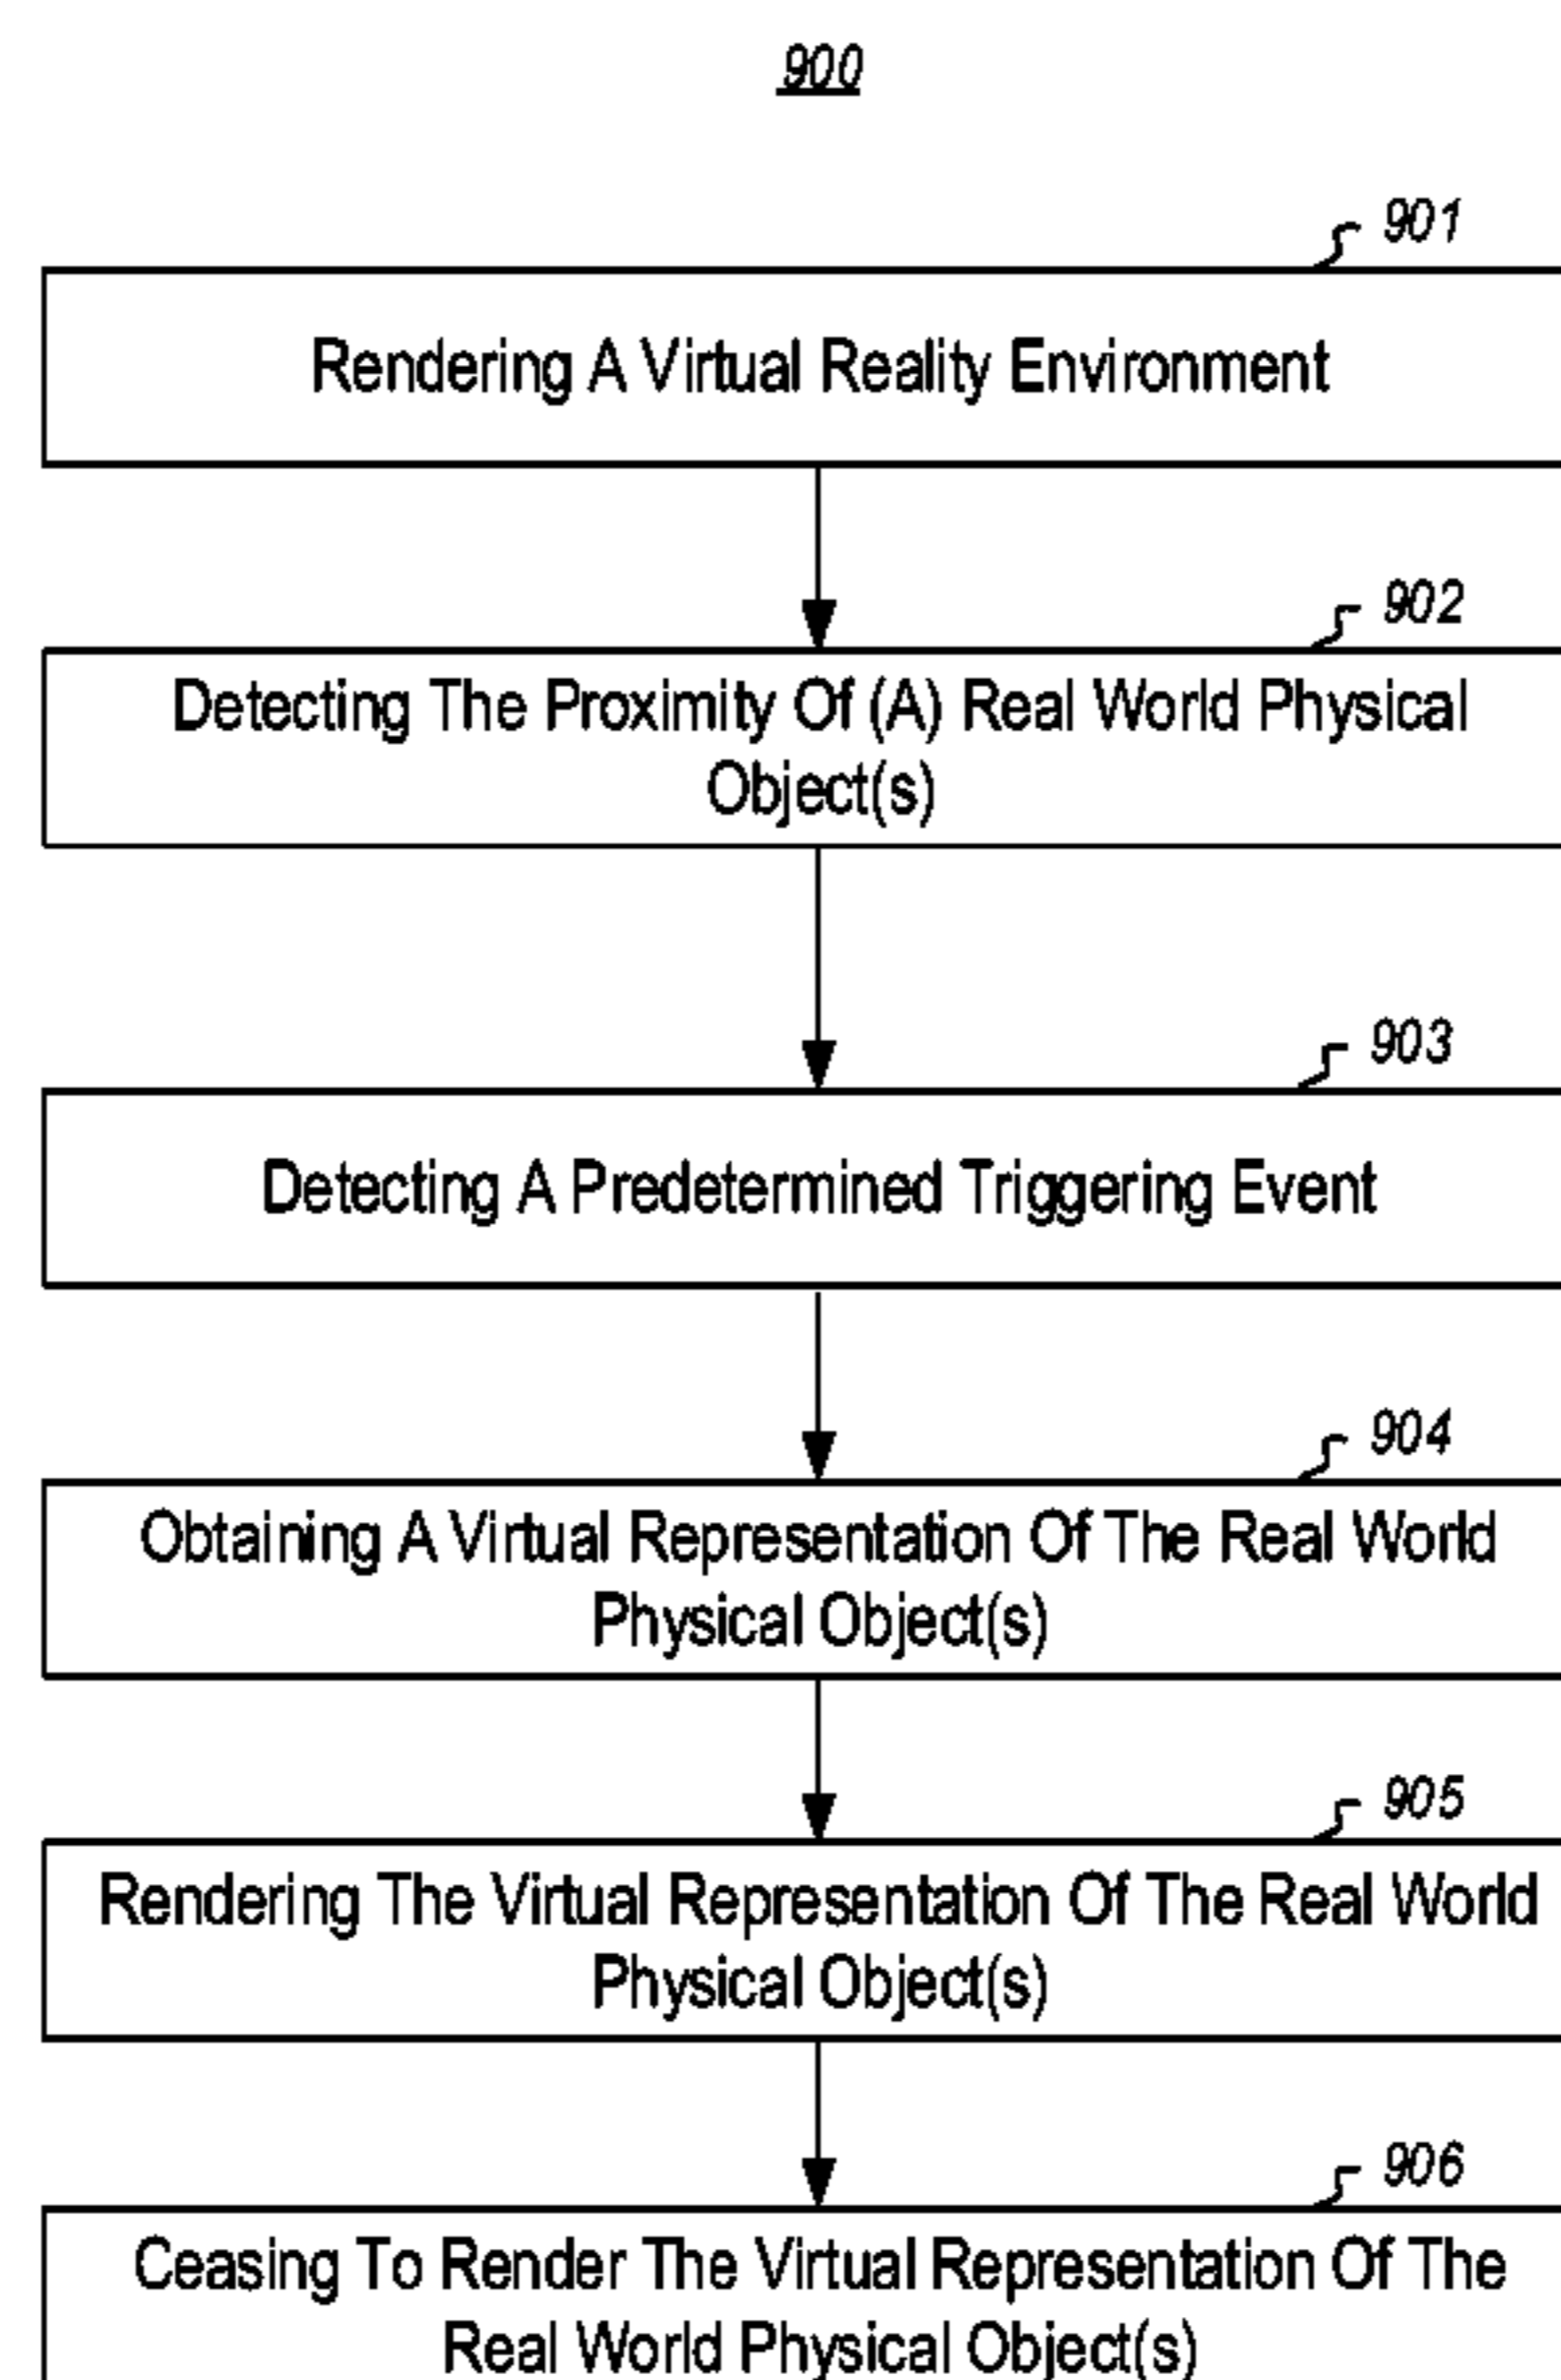 900
901
Rendering A Virtual Reality Environment
902
Detecting The Proximity Of (A) Real World Physical
Object(s)
903
Detecting A Predetermined Triggering Event
904
Obtaining A Virtual Representation Of The Real World
Physical Object(s)
905
Rendering The Virtual Representation Of The Real World
Physical Object(s)
906
Ceasing To Render The Virtual Representation Of The
Real World Physical Object(s)